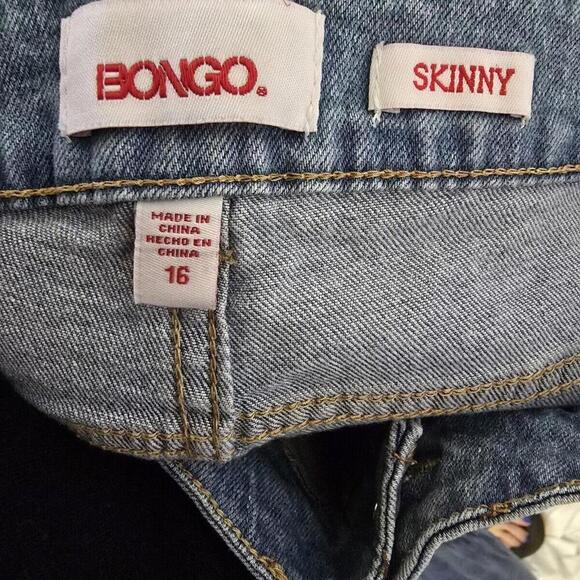 BONGO®
SKINNY
MADE IN
CHINA
HECHO EN
CHINA
16